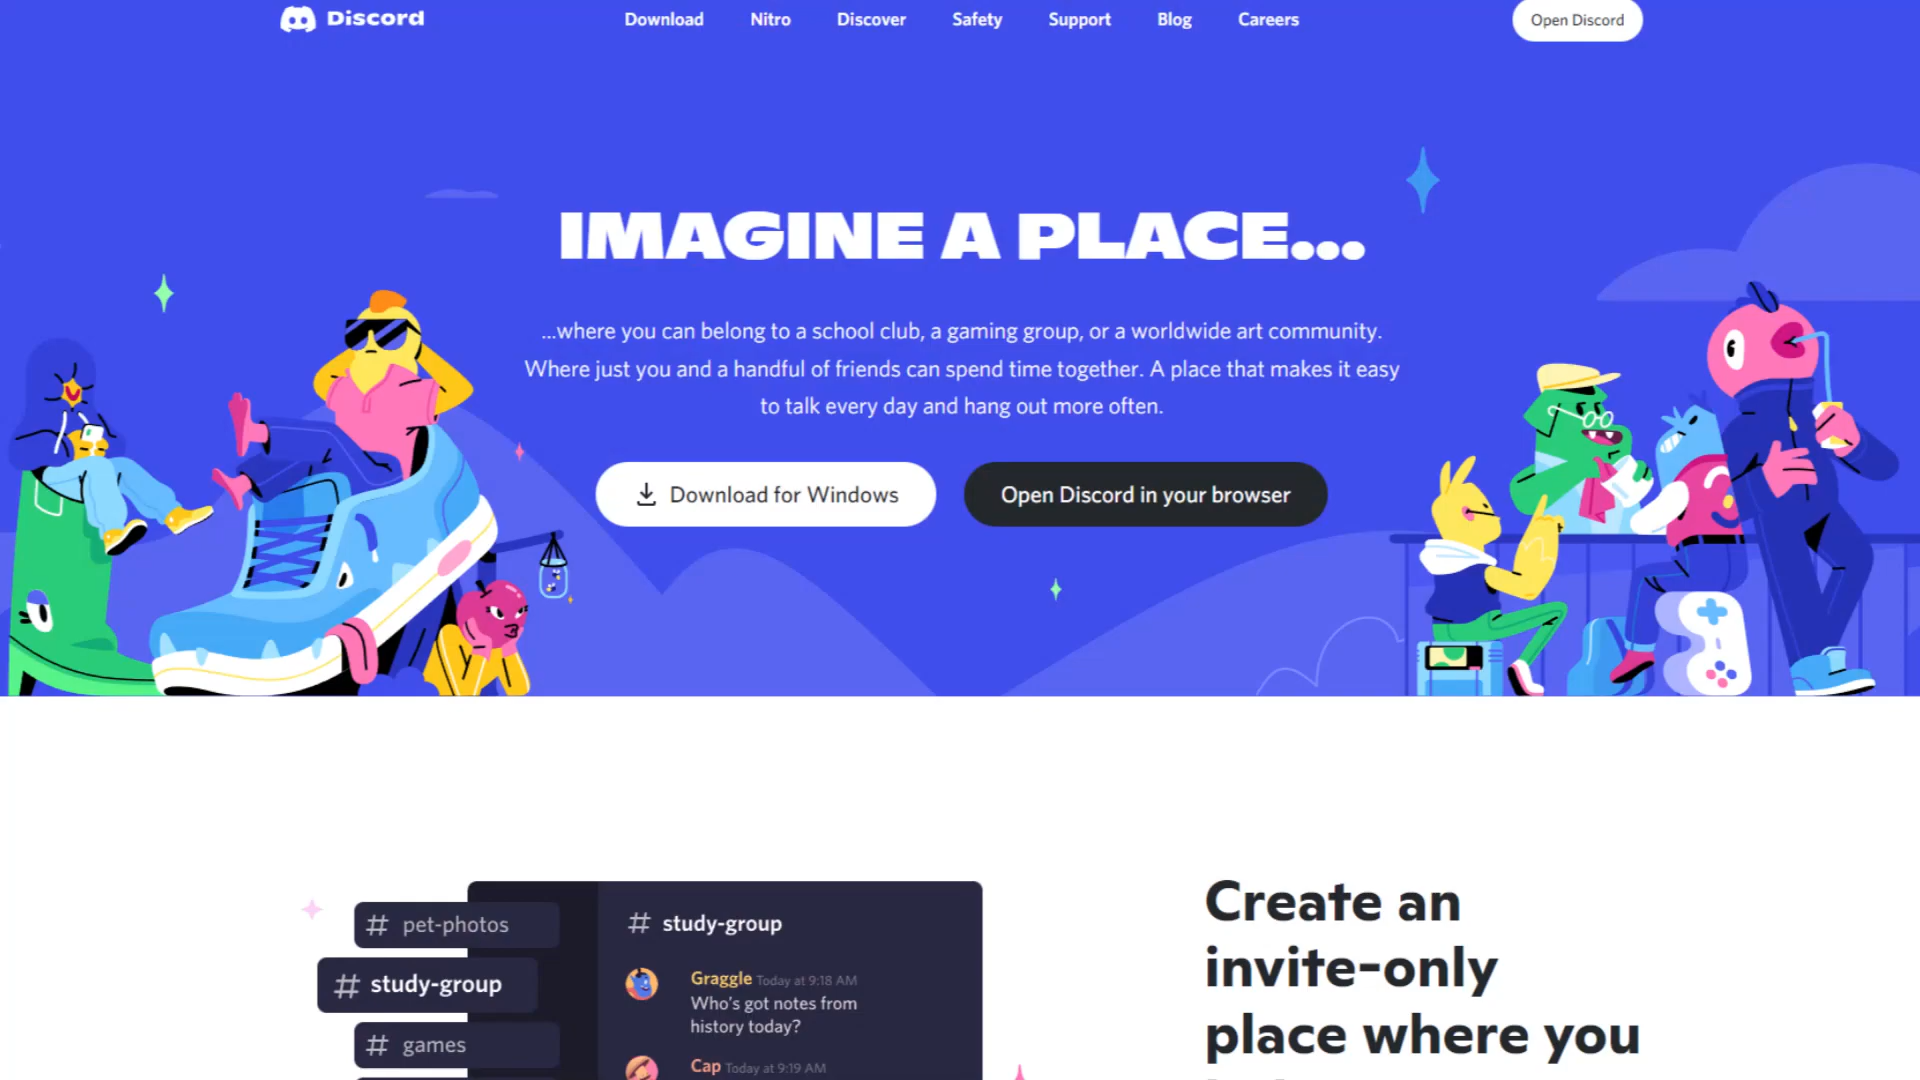 Discord
Download
Nitro
Discover
Safety
Support
Blog
Careers
Open Discord
IMAGINE A PLACE...
...where you can belong to a school club, a gaming group, or a worldwide art community.
Where just you and a handful of friends can spend time together. A place that makes it easy
to talk every day and hang out more often.
Download for Windows
Open Discord in your browser
# pet-photos
# study-group
# games
# study-group
Graggle Today at 9:18 AM
Who's got notes from
history today?
Cap Today at 9:19 AM
Create an
invite-only
place where you